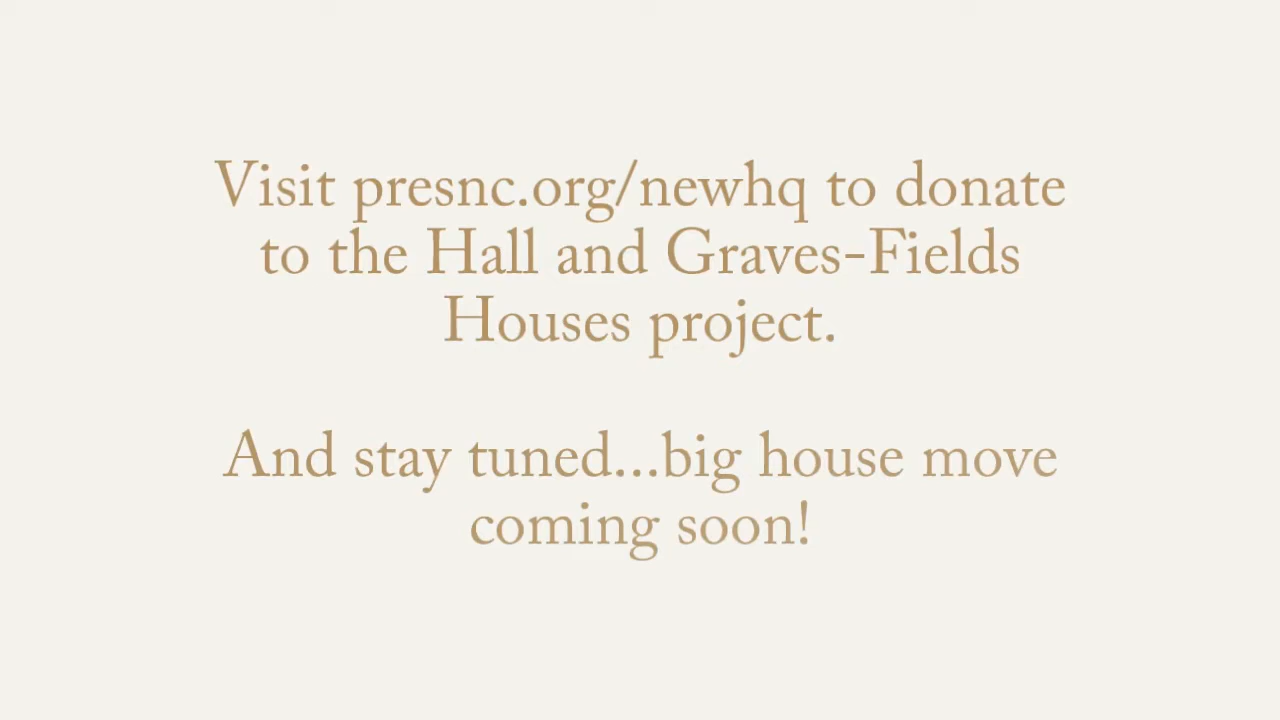 Visit presnc.org/newhq to donate
to the Hall and Graves-Fields
Houses project.
And stay tuned...big house move
coming soon!